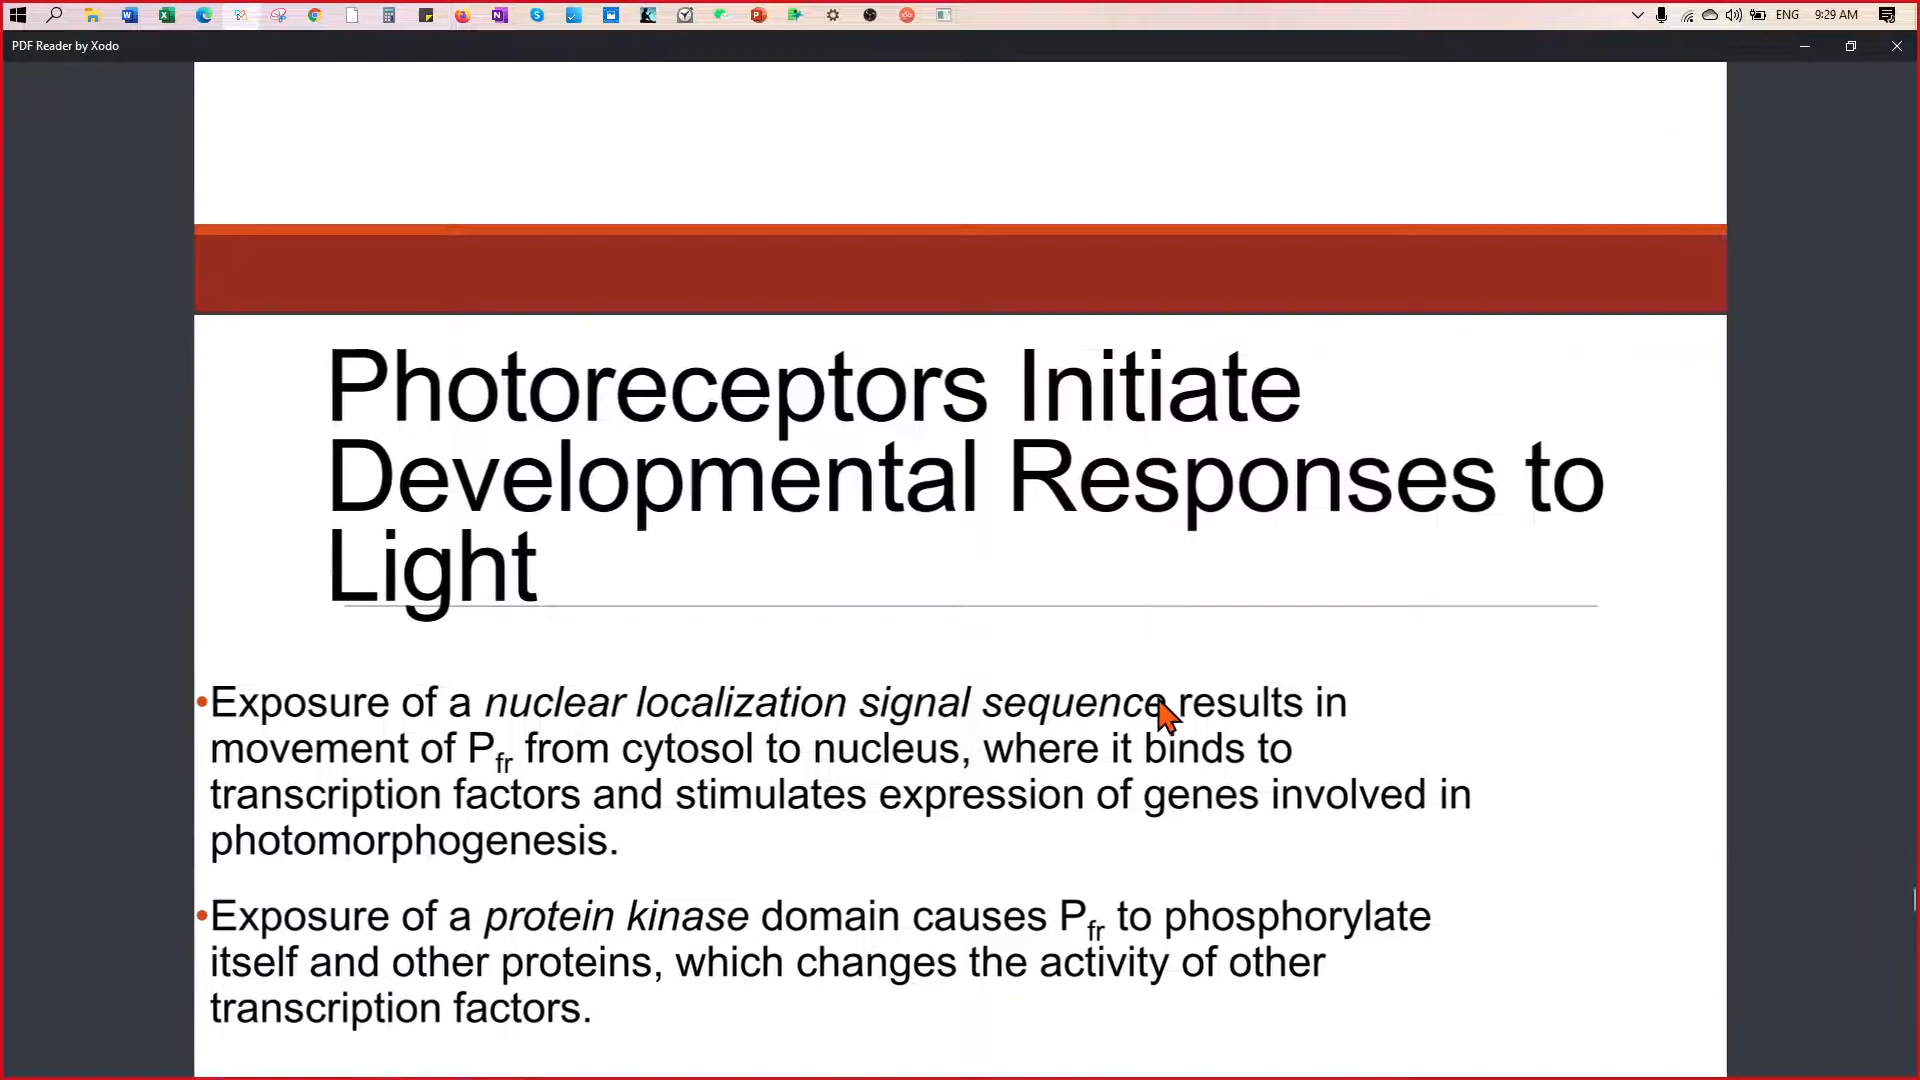 ENG 9:29 AM
PDF Reader by Xodo
Photoreceptors Initiate
Developmental Responses to
Light
•Exposure of a nuclear localization signal sequence results in
movement of Pfr from cytosol to nucleus, where it binds to
transcription factors and stimulates expression of genes involved in
photomorphogenesis.
•Exposure of a protein kinase domain causes Pfr to phosphorylate
itself and other proteins, which changes the activity of other
transcription factors.